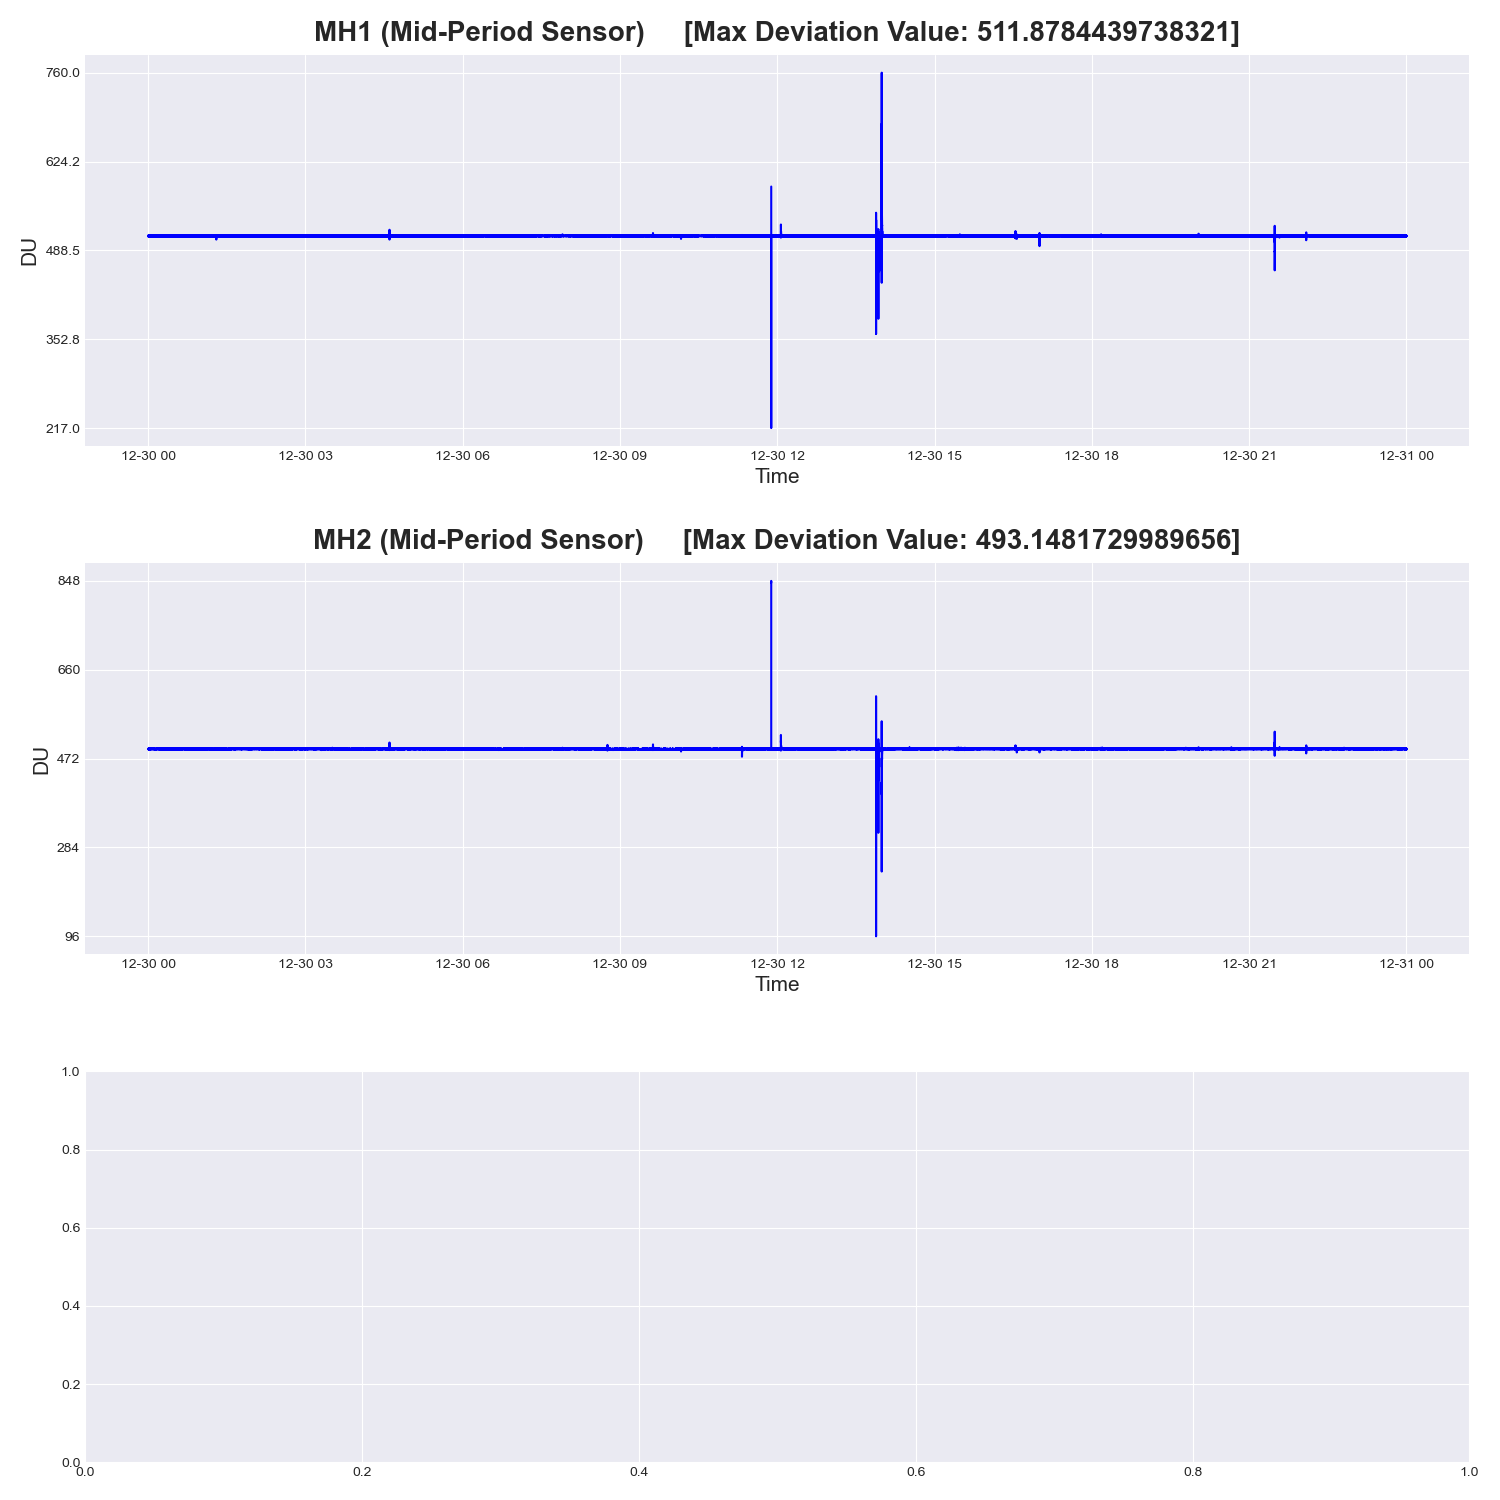 MH1 (Mid-Period Sensor) [Max Deviation Value: 511.8784439738321]
760.0
624.2
488.5
352.8
217.0
DU
12-30 00 12-30 03 12-30 06 12-30 09 12-30 12 12-30 15 12-30 18 12-30 21 12-31 00
Time
MH2 (Mid-Period Sensor) [Max Deviation Value: 493.1481729989656]
848
660
472
284
96
DU
12-30 00 12-30 03 12-30 06 12-30 09 12-30 12 12-30 15 12-30 18 12-30 21 12-31 00
Time
1.0
0.8
0.6
0.4
0.2
0.0
0.0 0.2 0.4 0.6 0.8 1.0